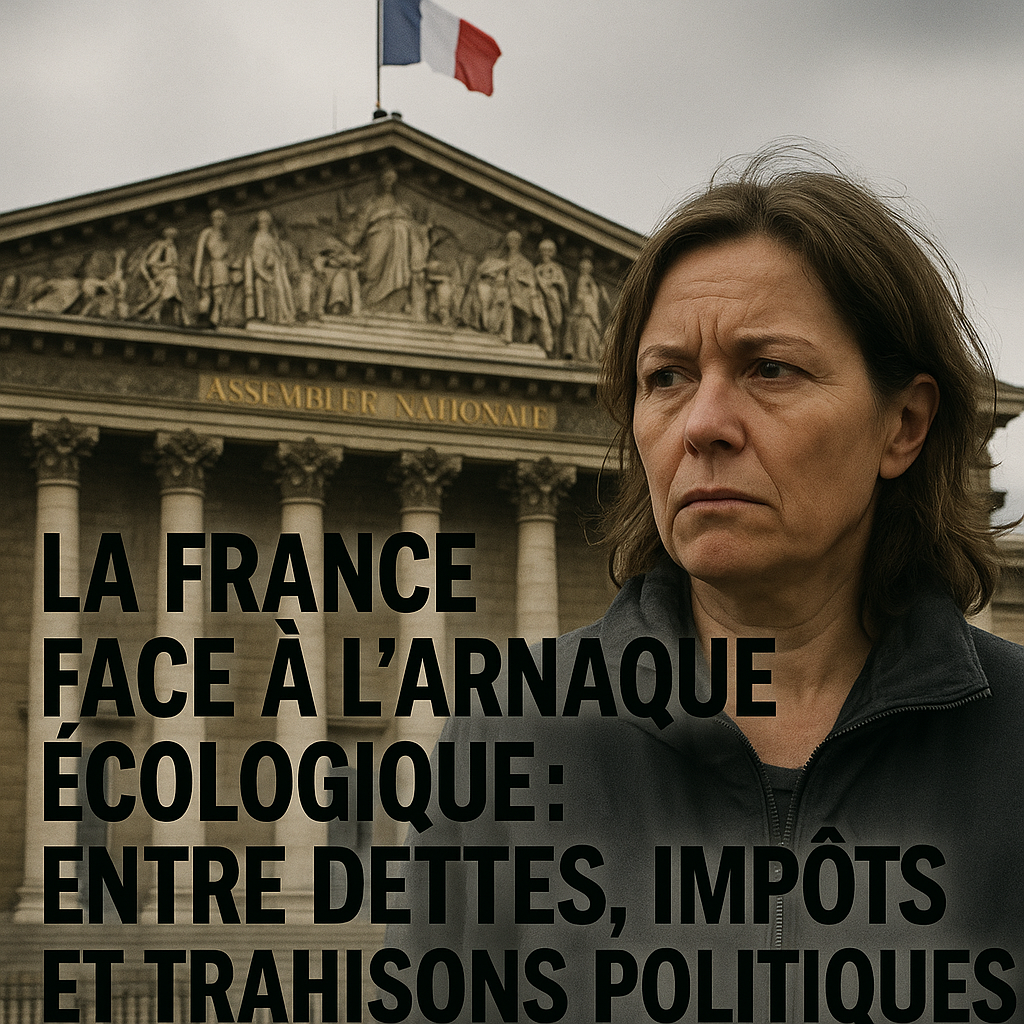 ASSEMBLER NATIONALE
LA FRANCE
FACE À L'ARNAQUE
ÉCOLOGIQUE:
ENTRE DETTES, IMPÔTS
ET TRAHISONS POLITIQUES